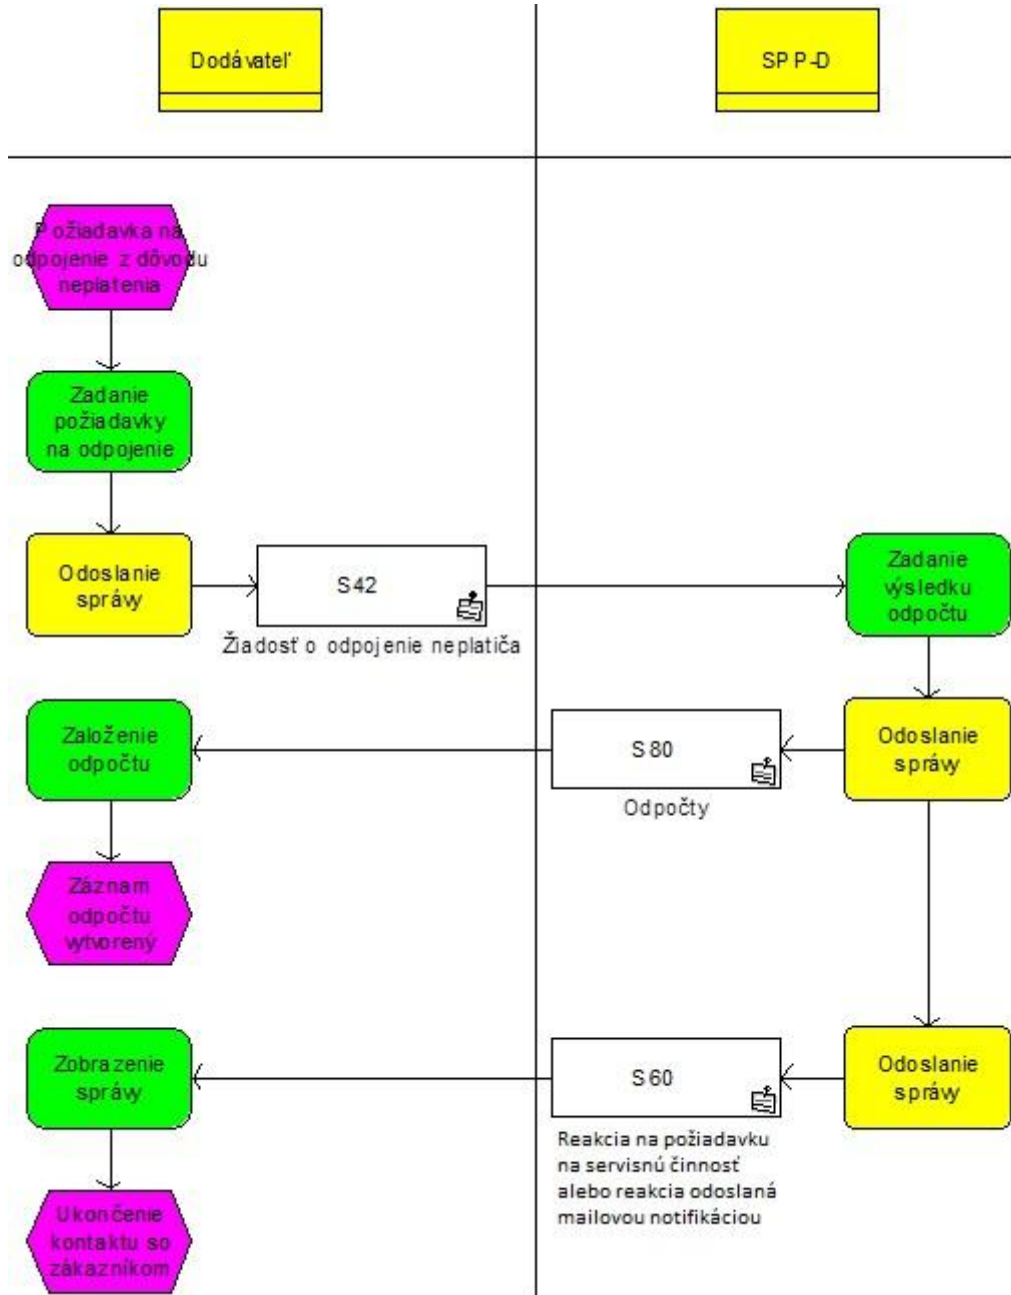 Dodávateľ
SPP-D
Požiadavka na
odpojenie z dôvodu
neplatenia
Zadanie
požiadavky
na odpojenie
Odoslanie
správy
S42
Žiadosť o odpojenie neplatiča
Zadanie
výsledku
odpočtu
Založenie
odpočtu
S80
Odpočty
Odoslanie
správy
Záznam
odpočtu
vytvorený
Zobrazenie
správy
S60
Reakcia na požiadavku
na servisnú činnosť
alebo reakcia odoslaná
mailovou notifikáciou
Odoslanie
správy
Ukončenie
kontaktu so
zákazníkom